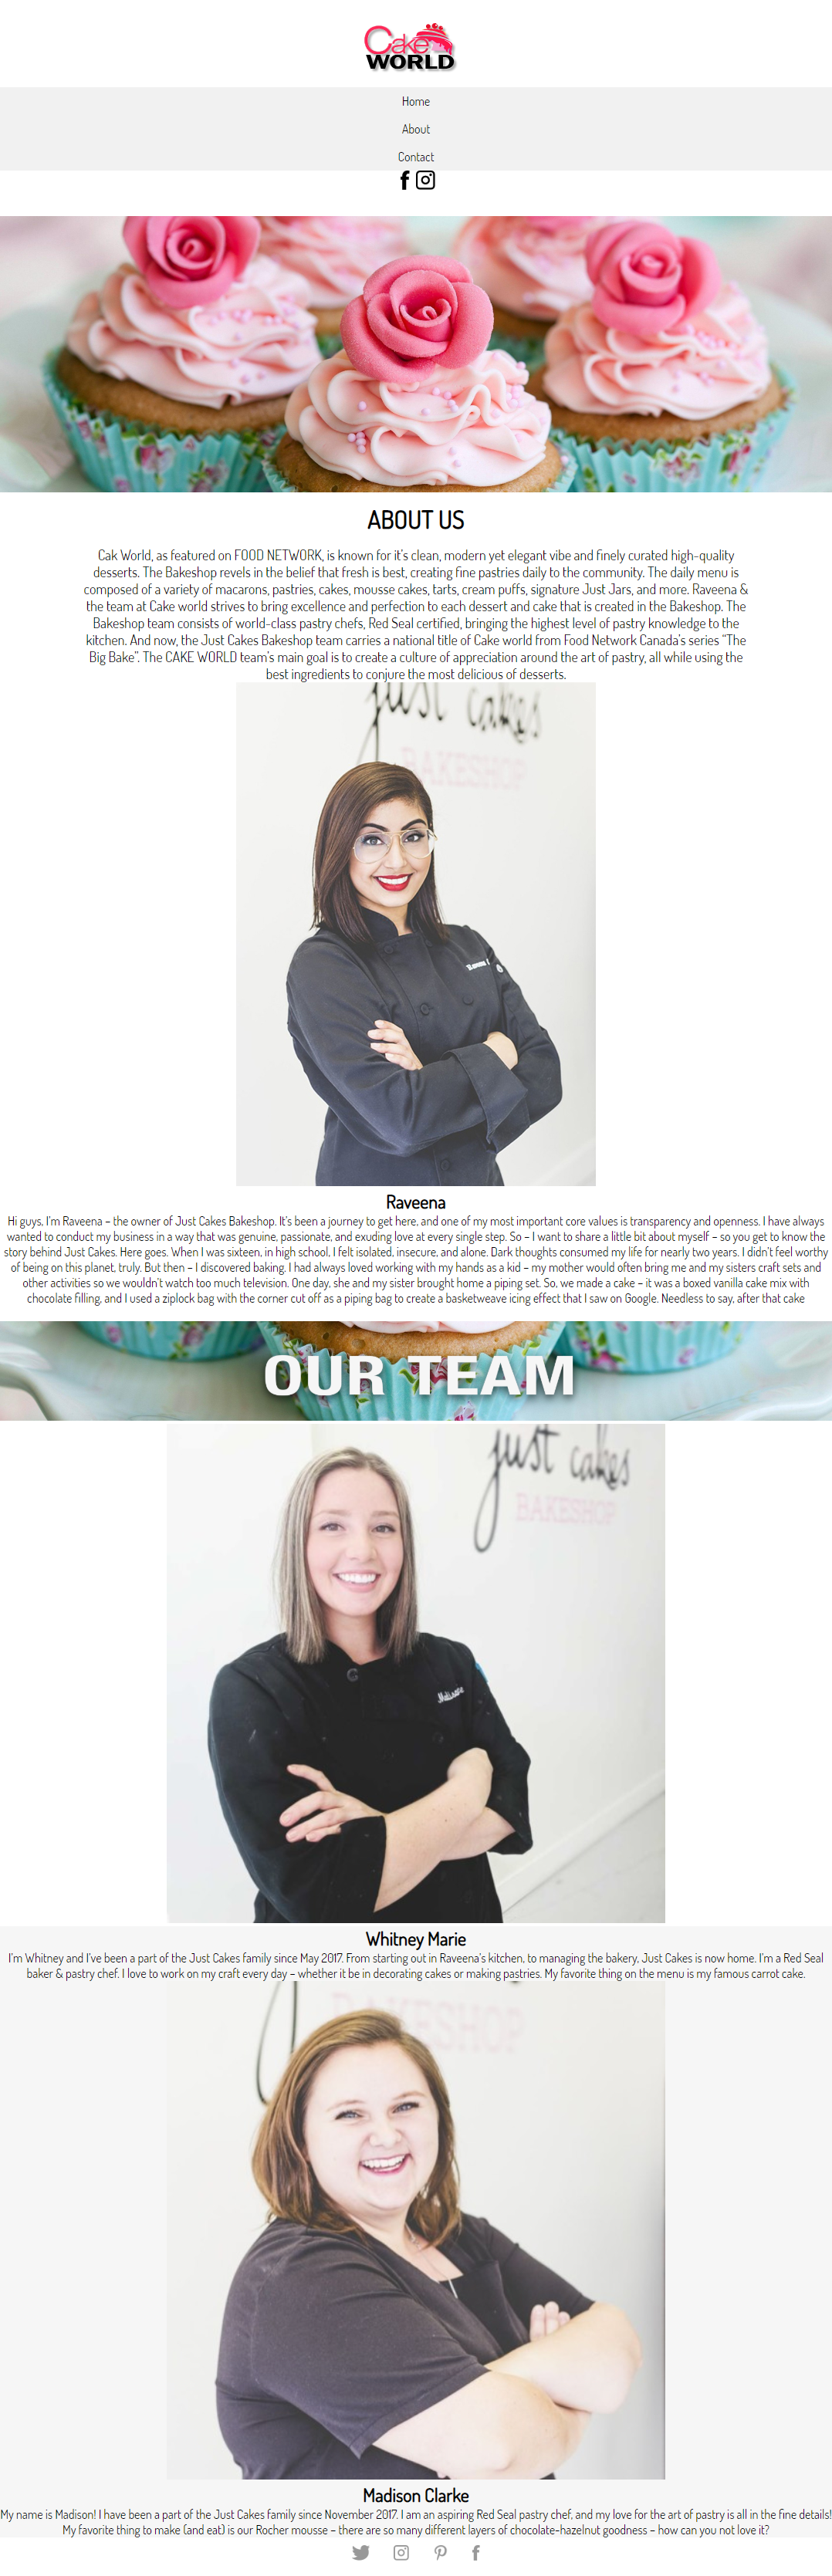 Cake
WORLD
Home
About
Contact
ABOUT US
Cak World, as featured on FOOD NETWORK, is known for it's clean, modern yet elegant vibe and finely curated high-quality
desserts. The Bakeshop revels in the belief that fresh is best, creating fine pastries daily to the community. The daily menu is
composed of a variety of macarons, pastries, cakes, mousse cakes, tarts, cream puffs, signature Just Jars, and more. Raveena &
the team at Cake world strives to bring excellence and perfection to each dessert and cake that is created in the Bakeshop. The
Bakeshop team consists of world-class pastry chefs, Red Seal certified, bringing the highest level of pastry knowledge to the
kitchen. And now, the Just Cakes Bakeshop team carries a national title of Cake world from Food Network Canada's series “The
Big Bake”. The CAKE WORLD team's main goal is to create a culture of appreciation around the art of pastry, all while using the
best ingredients to conjure the most delicious of desserts.
just cakes
BAKESHOP
Raveena
Hi guys, I'm Raveena – the owner of Just Cakes Bakeshop. It's been a journey to get here, and one of my most important core values is transparency and openness. I have always
wanted to conduct my business in a way that was genuine, passionate, and exuding love at every single step. So – I want to share a little bit about myself – so you get to know the
story behind Just Cakes. Here goes. When I was sixteen, in high school, I felt isolated, insecure, and alone. Dark thoughts consumed my life for nearly two years. I didn't feel worthy
of being on this planet, truly. But then – I discovered baking. I had always loved working with my hands as a kid – my mother would often bring me and my sisters craft sets and
other activities so we wouldn't watch too much television. One day, she and my sister brought home a piping set. So, we made a cake – it was a boxed vanilla cake mix with
chocolate filling, and I used a ziplock bag with the corner cut off as a piping bag to create a basketweave icing effect that I saw on Google. Needless to say, after that cake
OUR TEAM
just cakes
BAKESHOP
Whitney Marie
I'm Whitney and I've been a part of the Just Cakes family since May 2017. From starting out in Raveena's kitchen, to managing the bakery, Just Cakes is now home. I'm a Red Seal
baker & pastry chef. I love to work on my craft every day – whether it be in decorating cakes or making pastries. My favorite thing on the menu is my famous carrot cake.
Madison Clarke
My name is Madison! I have been a part of the Just Cakes family since November 2017. I am an aspiring Red Seal pastry chef, and my love for the art of pastry is all in the fine details!
My favorite thing to make (and eat) is our Rocher mousse – there are so many different layers of chocolate-hazelnut goodness – how can you not love it?